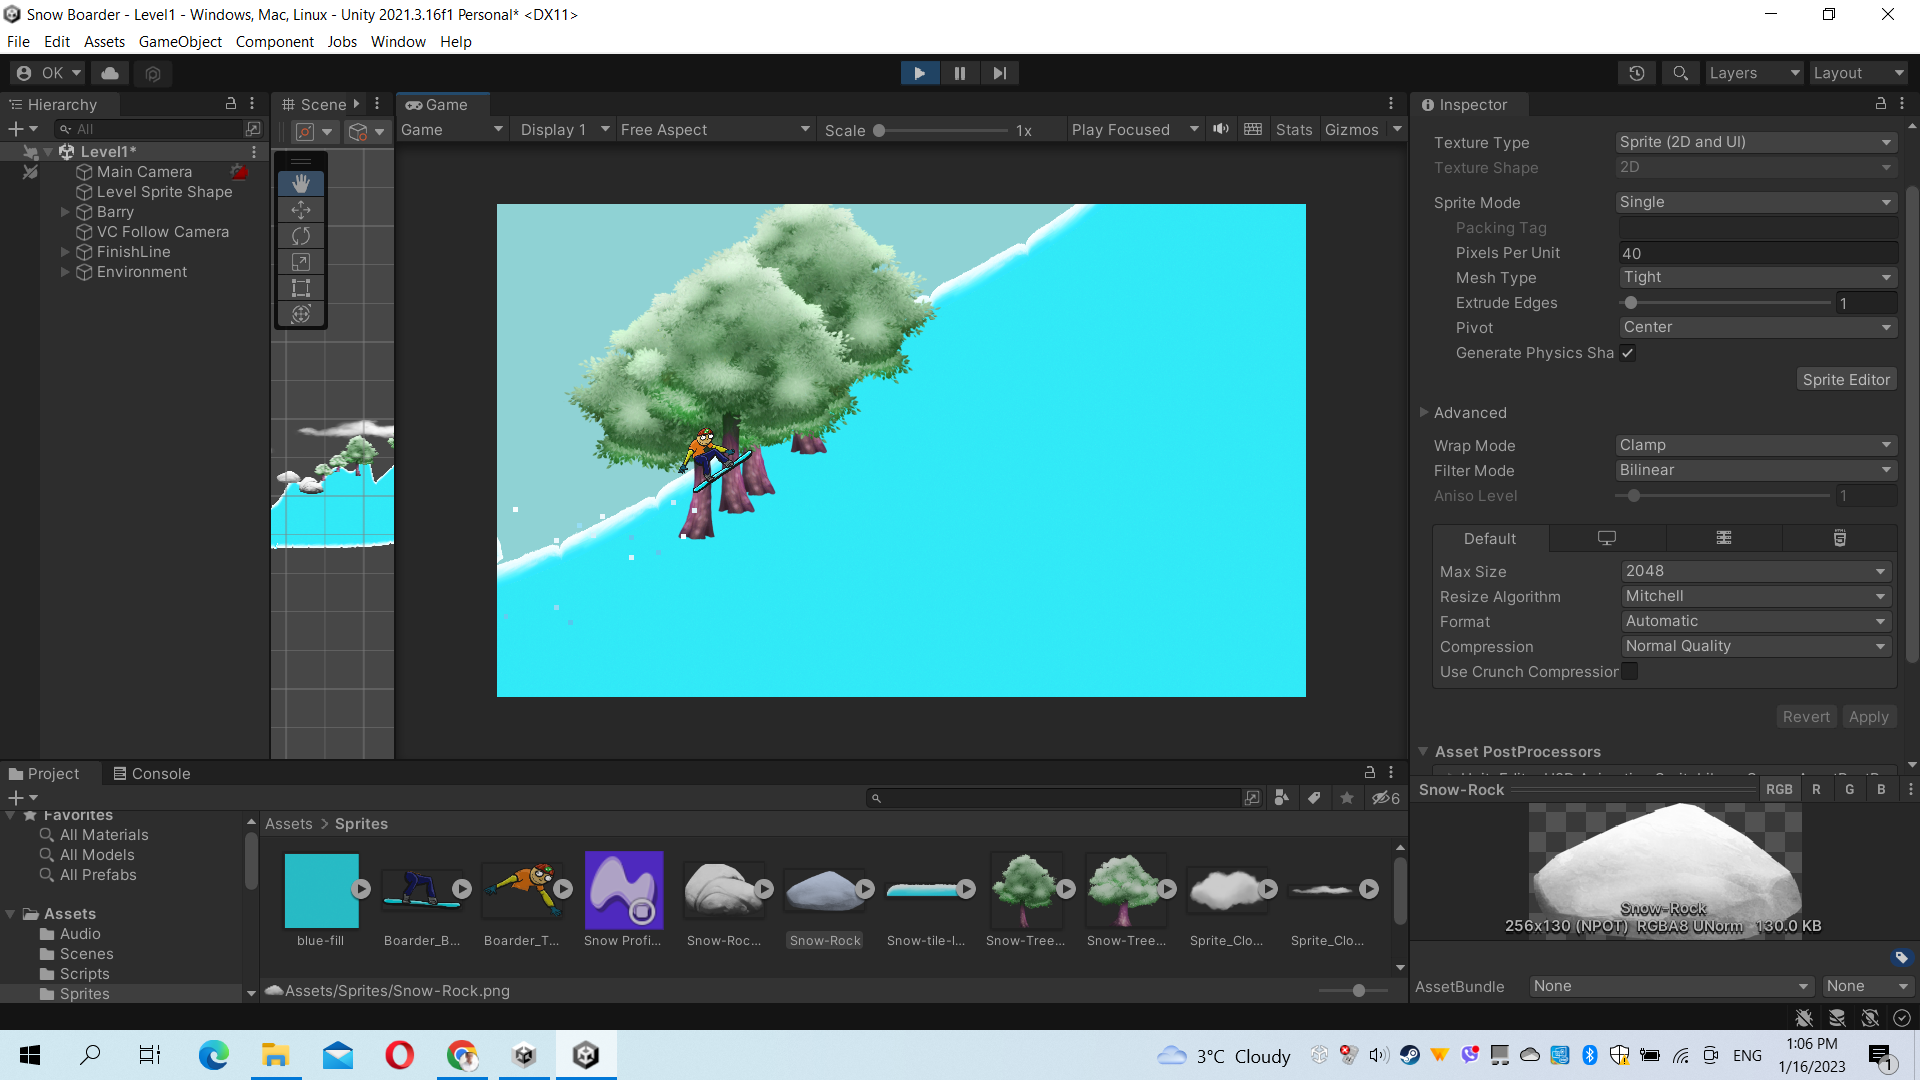 Snow Boarder - Level1 - Windows, Mac, Linux - Unity 2021.3.16f1 Personal* <DX11>
File Edit Assets GameObject Component Jobs Window Help
OK
Layers
Layout
Hierarchy
All
Level1*
Main Camera
Level Sprite Shape
Barry
VC Follow Camera
FinishLine
Environment
Scene
Game
Game Display 1 Free Aspect Scale 1x Play Focused Stats Gizmos
Inspector
Texture Type Sprite (2D and UI)
Texture Shape 2D
Sprite Mode Single
Packing Tag
Pixels Per Unit 40
Mesh Type Tight
Extrude Edges 1
Pivot Center
Generate Physics Sha
Sprite Editor
Advanced
Wrap Mode Clamp
Filter Mode Bilinear
Aniso Level 1
Default
Max Size 2048
Resize Algorithm Mitchell
Format Automatic
Compression Normal Quality
Use Crunch Compression
Revert Apply
Asset PostProcessors
Snow-Rock RGB R G B
Snow-Rock
256x130 (NPOT) RGBA8 UNorm 130.0 KB
AssetBundle None None
Project Console
6
Favorites
All Materials
All Models
All Prefabs
Assets
Audio
Scenes
Scripts
Sprites
Assets > Sprites
blue-fill
Boarder_B...
Boarder_T...
Snow Profi...
Snow-Roc...
Snow-Rock
Snow-tile-l...
Snow-Tree...
Snow-Tree...
Sprite_Clo...
Sprite_Clo...
Assets/Sprites/Snow-Rock.png
3°C Cloudy
ENG
1:06 PM
1/16/2023
1